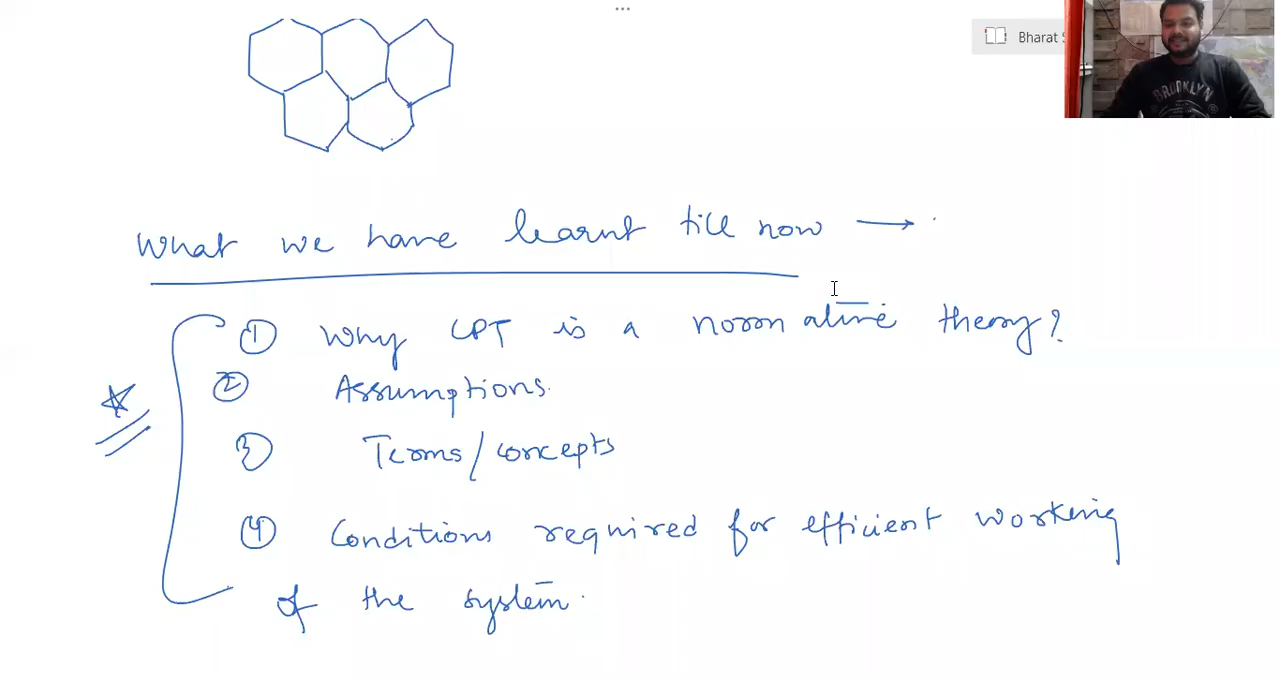 ...
Bharat S
BROOKLYN
What we have learnt till now →
① Why CPT is a normative theory?
② Assumptions.
③ Terms/concepts
④ Conditions required for efficient working
of the system.